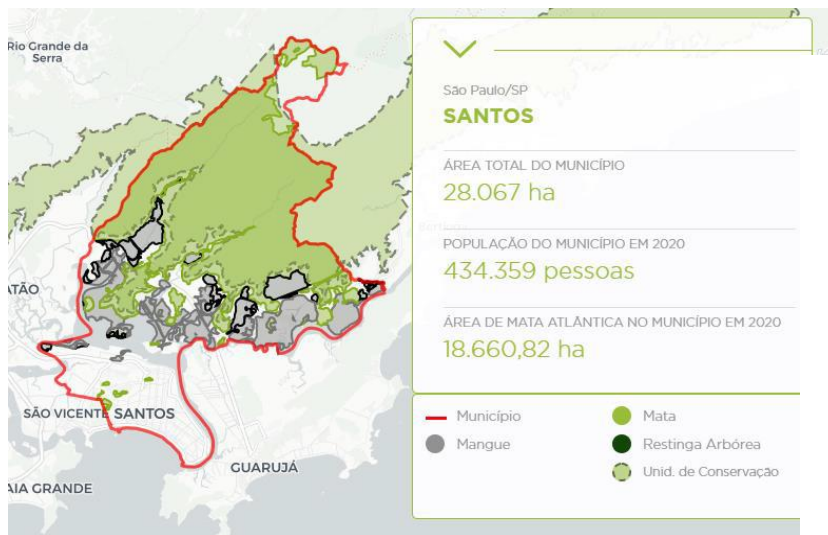 Rio Grande da
Serra
TÃO
SÃO VICENTE SANTOS
GUARUJÁ
AIA GRANDE
São Paulo/SP
SANTOS
ÁREA TOTAL DO MUNICÍPIO
28.067 ha
POPULAÇÃO DO MUNICÍPIO EM 2020
434.359 pessoas
ÁREA DE MATA ATLÂNTICA NO MUNICÍPIO EM 2020
18.660,82 ha
Município
Mata
Mangue
Restinga Arbórea
Unid. de Conservação